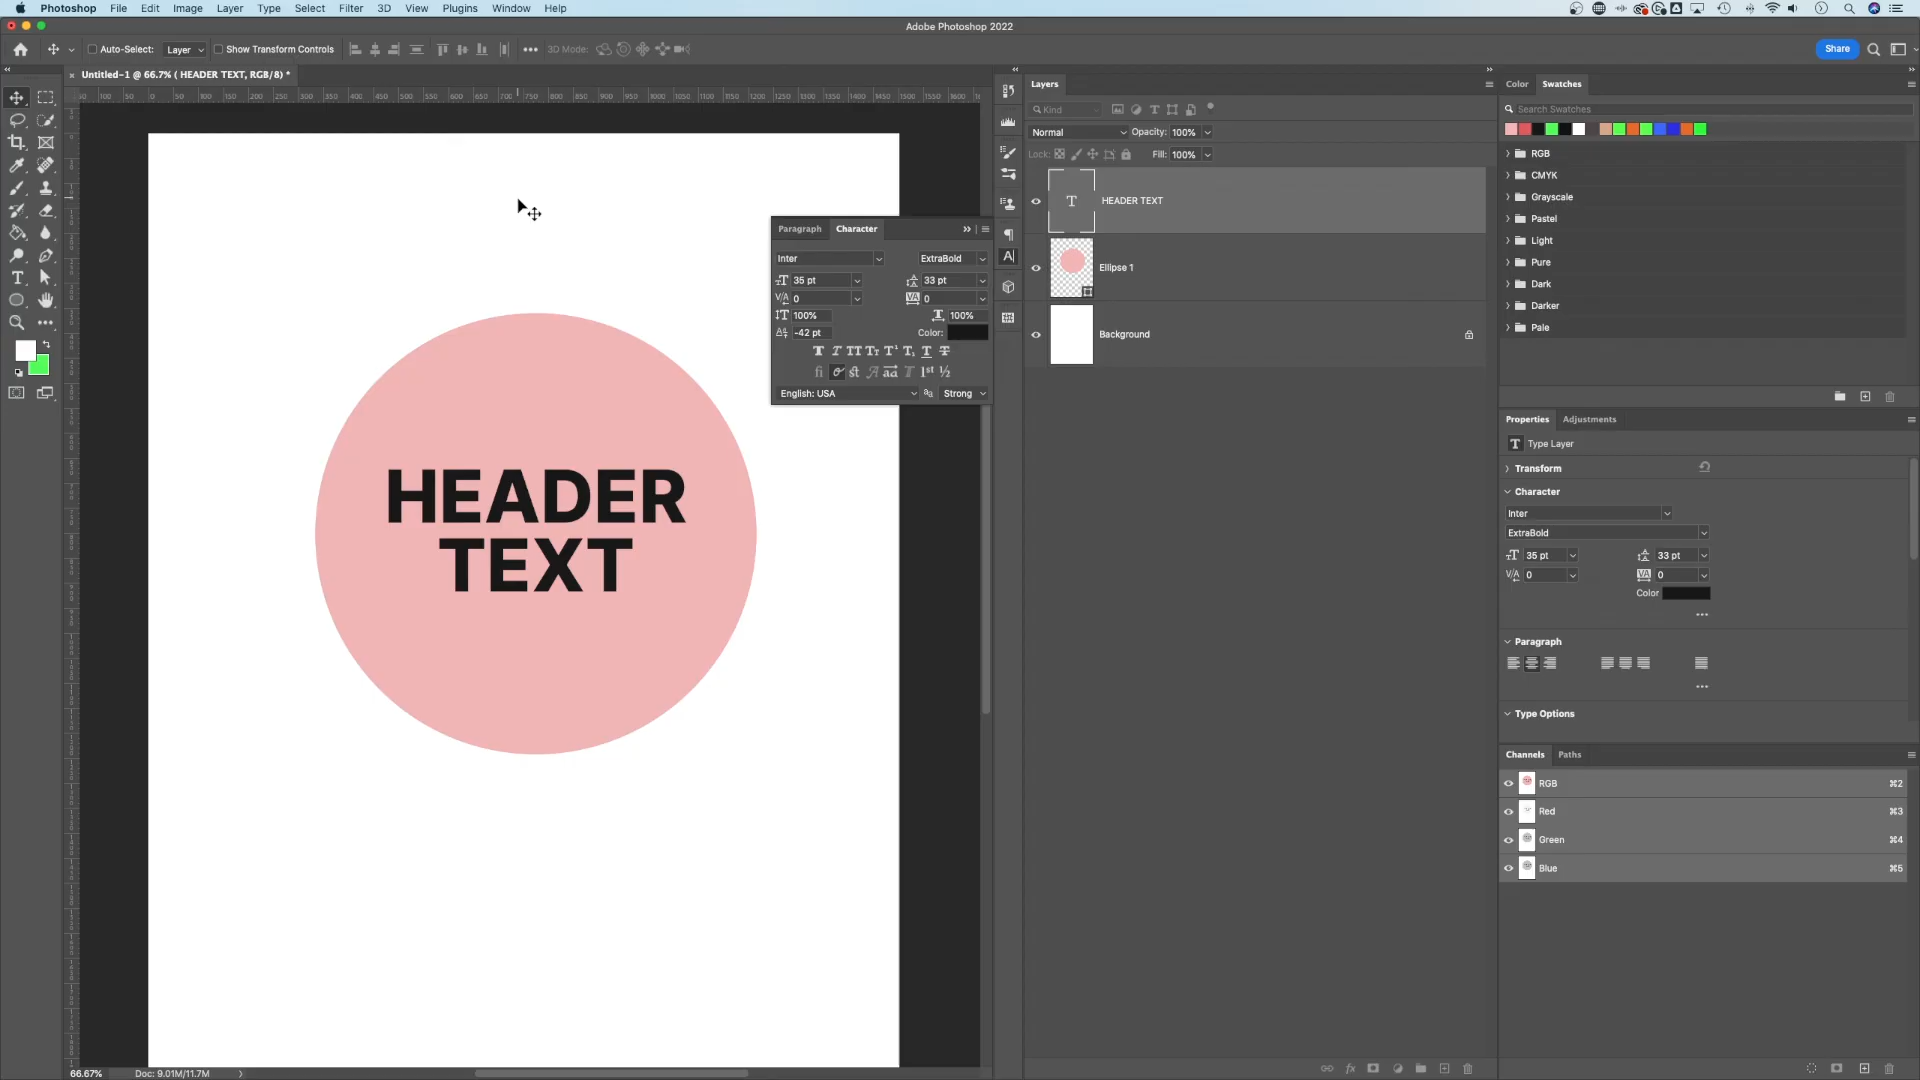 Photoshop File Edit Image Layer Type Select Filter 3D View Plugins Window Help
Adobe Photoshop 2022
Auto-Select: Layer Show Transform Controls 3D Mode: Share
Untitled-1 @ 66.7% ( HEADER TEXT, RGB/8) *
HEADER
TEXT
Paragraph Character
Inter ExtraBold
35 pt 33 pt
0 0
100% 100%
-42 pt Color:
English: USA Strong
Layers
Kind
Normal Opacity: 100%
Lock: Fill: 100%
HEADER TEXT
Ellipse 1
Background
Color Swatches
Search Swatches
RGB
CMYK
Grayscale
Pastel
Light
Pure
Dark
Darker
Pale
Properties Adjustments
Type Layer
Transform
Character
Inter
ExtraBold
35 pt 33 pt
0 0
Color
Paragraph
Type Options
Channels Paths
RGB ⌘2
Red ⌘3
Green ⌘4
Blue ⌘5
66.67% Doc: 9.01M/11.7M